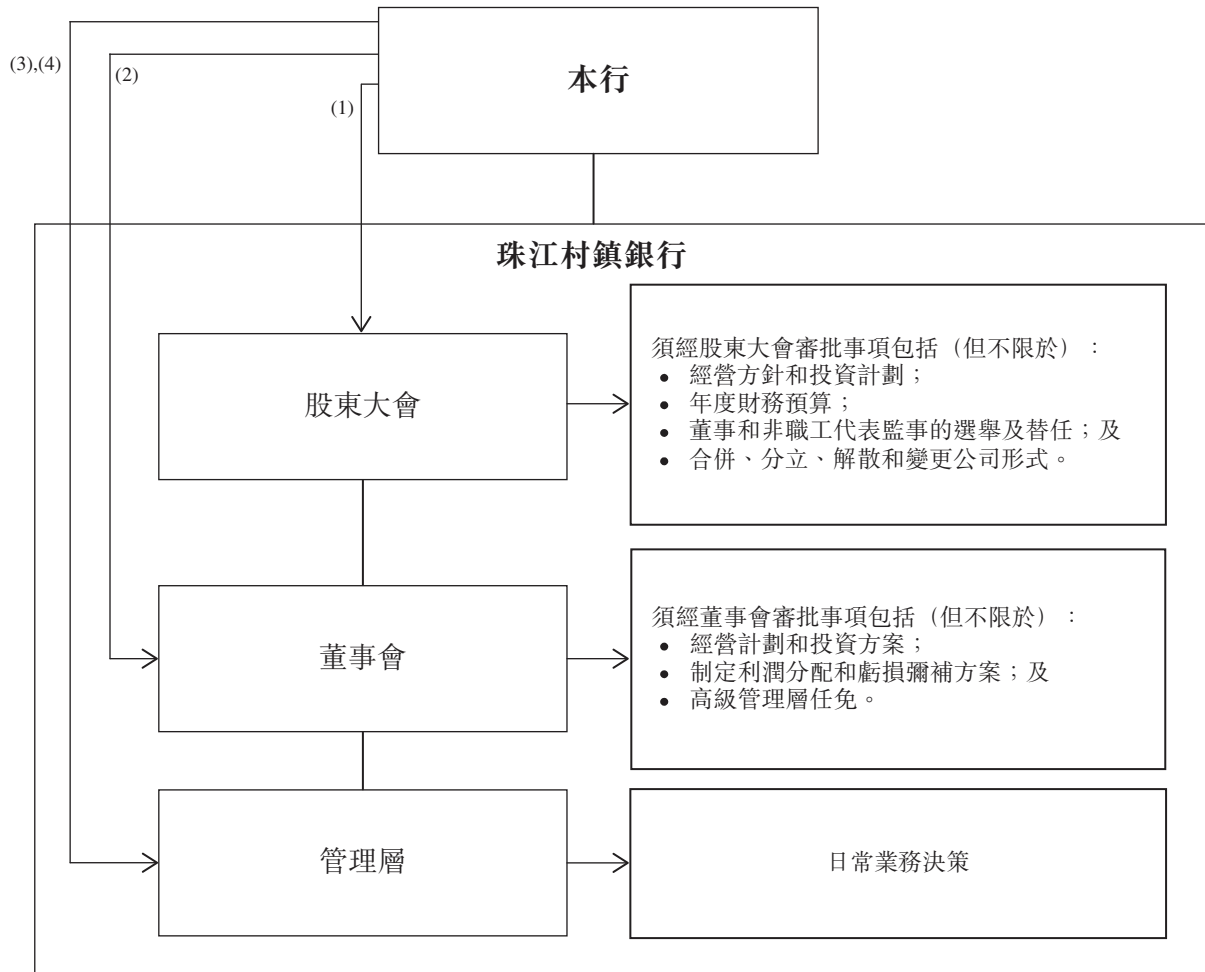 本行
(3),(4)
(2)
(1)
珠江村鎮銀行
股東大會
須經股東大會審批事項包括（但不限於）：
• 經營方針和投資計劃；
• 年度財務預算；
• 董事和非職工代表監事的選舉及替任；及
• 合併、分立、解散和變更公司形式。
董事會
須經董事會審批事項包括（但不限於）：
• 經營計劃和投資方案；
• 制定利潤分配和虧損彌補方案；及
• 高級管理層任免。
管理層
日常業務決策